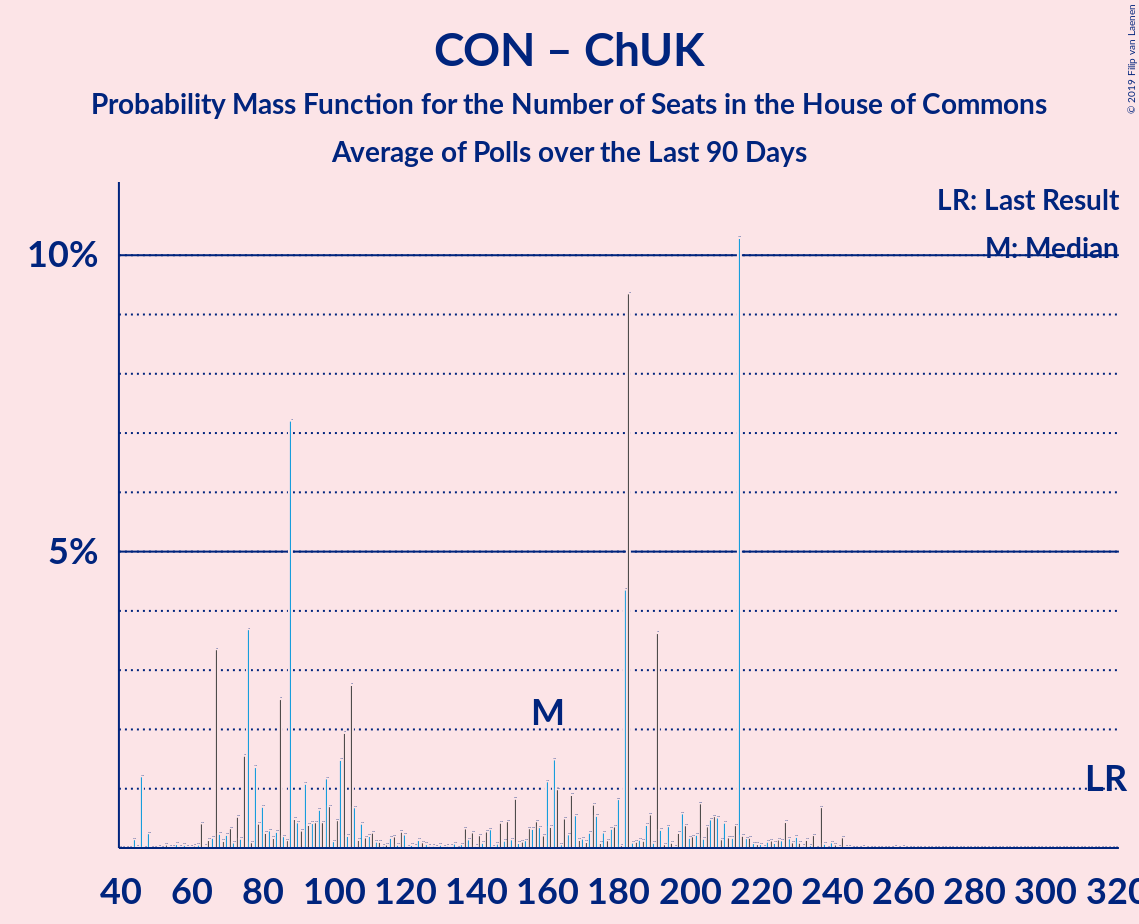 CON – ChUK
Probability Mass Function for the Number of Seats in the House of Commons
Average of Polls over the Last 90 Days
© 2019 Filip van Laenen
LR: Last Result
M: Median
10%
5%
M
LR
40 60 80 100 120 140 160 180 200 220 240 260 280 300 320